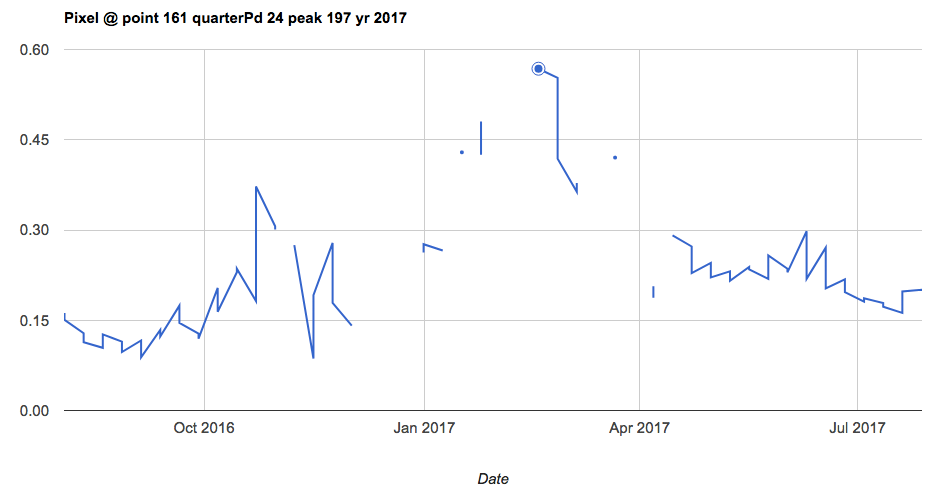 Pixel @ point 161 quarterPd 24 peak 197 yr 2017
0.60
0.45
0.30
0.15
0.00
Oct 2016 Jan 2017 Apr 2017 Jul 2017
Date